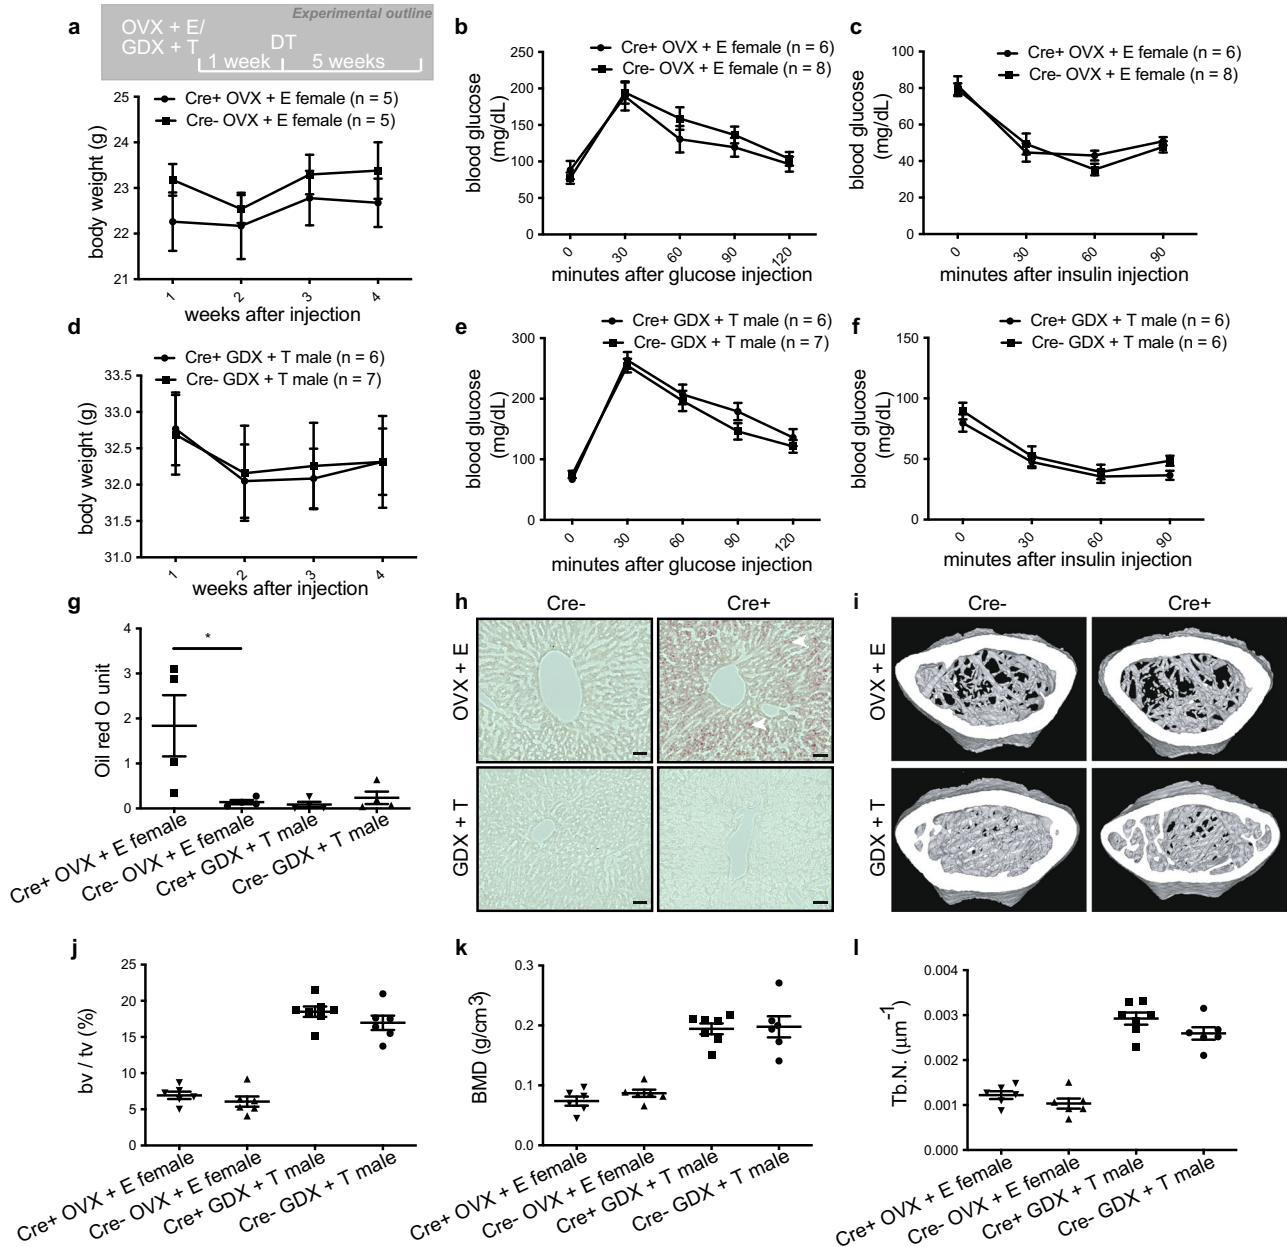 a
Experimental outline
OVX + E/
GDX + T
DT
1 week
5 weeks
Cre+ OVX + E female (n = 5)
Cre- OVX + E female (n = 5)
body weight (g)
25
24
23
22
21
1
2
3
4
weeks after injection
b
Cre+ OVX + E female (n = 6)
Cre- OVX + E female (n = 8)
blood glucose
(mg/dL)
250
200
150
100
50
0
0
30
60
90
120
minutes after glucose injection
c
Cre+ OVX + E female (n = 6)
Cre- OVX + E female (n = 8)
blood glucose
(mg/dL)
100
80
60
40
20
0
0
30
60
90
minutes after insulin injection
d
Cre+ GDX + T male (n = 6)
Cre- GDX + T male (n = 7)
body weight (g)
33.5
33.0
32.5
32.0
31.5
31.0
1
2
3
4
weeks after injection
e
Cre+ GDX + T male (n = 6)
Cre- GDX + T male (n = 7)
blood glucose
(mg/dL)
300
200
100
0
0
30
60
90
120
minutes after glucose injection
f
Cre+ GDX + T male (n = 6)
Cre- GDX + T male (n = 6)
blood glucose
(mg/dL)
150
100
50
0
0
30
60
90
minutes after insulin injection
g
Oil red O unit
4
3
2
1
0
*
Cre+ OVX + E female
Cre- OVX + E female
Cre+ GDX + T male
Cre- GDX + T male
h
Cre-
Cre+
OVX + E
GDX + T
i
Cre-
Cre+
OVX + E
GDX + T
j
bv / tv (%)
25
20
15
10
5
0
Cre+ OVX + E female
Cre- OVX + E female
Cre+ GDX + T male
Cre- GDX + T male
k
BMD (g/cm3)
0.3
0.2
0.1
0.0
Cre+ OVX + E female
Cre- OVX + E female
Cre+ GDX + T male
Cre- GDX + T male
l
Tb.N. (μm-1)
0.004
0.003
0.002
0.001
0.000
Cre+ OVX + E female
Cre- OVX + E female
Cre+ GDX + T male
Cre- GDX + T male